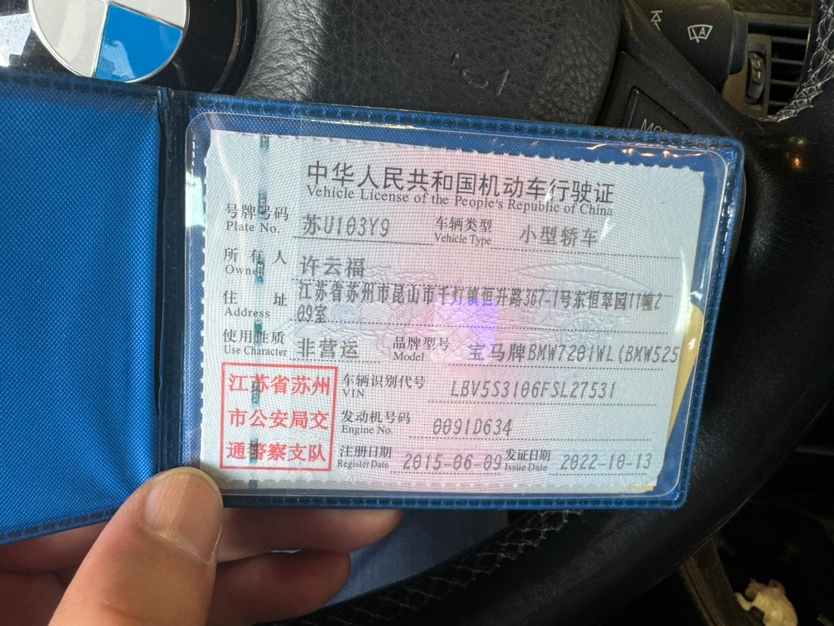 中华人民共和国机动车行驶证
Vehicle License of the People's Republic of China
号牌号码 苏U103Y9 车辆类型 小型轿车
Plate No. Vehicle Type
所有人 许云福
Owner
住址 江苏省苏州市昆山市千灯镇恒升路367-1号东恒翠园11幢2
Address 09室
使用性质 非营运 品牌型号 宝马牌BMW7201WL(BMW525
Use Character Model
江苏省苏州
市公安局交
通警察支队
车辆识别代号 LBV5S3106FSL27531
VIN
发动机号码 0091D634
Engine No.
注册日期 2015-06-09 发证日期 2022-10-13
Register Date Issue Date